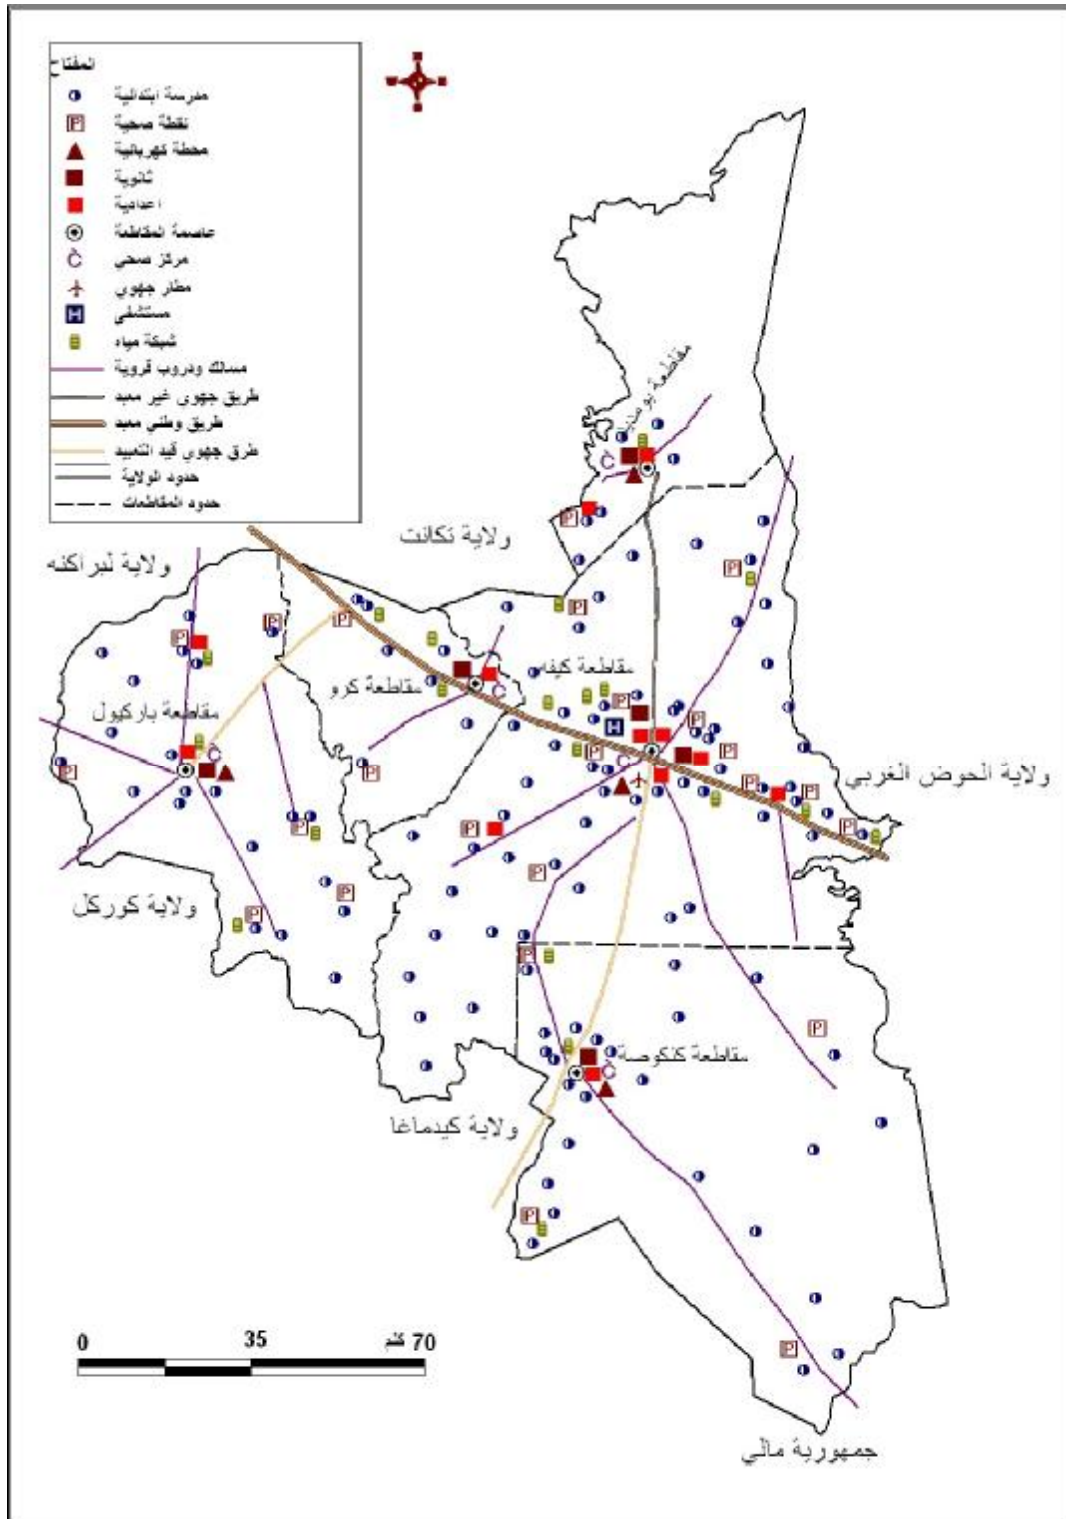 المفتاح
مدرسة ابتدائية
نقطة صحية
محطة كهربائية
ثانوية
اعدادية
عاصمة المقاطعة
مركز صحي
مطار جهوي
مستشفى
شبكة مياه
مسالك ودروب قروية
طريق جهوي غير معبد
طريق وطني معبد
طرق جهوي قيد التعبيد
حدود الولاية
حدود المقاطعات
مقاطعة بومديد
ولاية تكانت
ولاية لبراكنه
مقاطعة كيفه
مقاطعة كرو
مقاطعة باركيول
ولاية الحوض الغربي
ولاية كوركل
مقاطعة كنكوصة
ولاية كيدماغا
0 35 70 كلم
جمهورية مالي